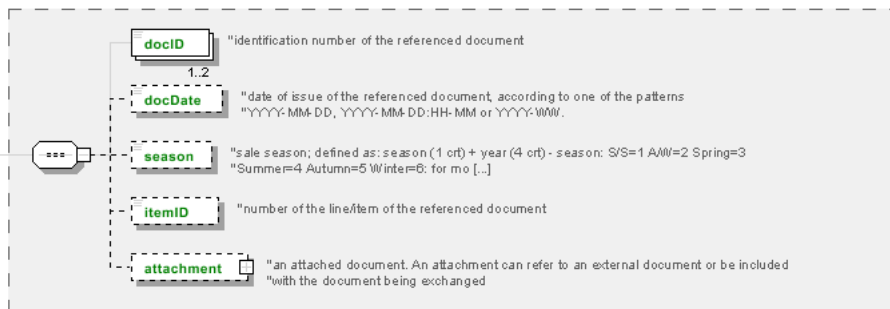 docID
"identification number of the referenced document
1..2
docDate
"date of issue of the referenced document, according to one of the patterns
"YYYY-MM-DD, YYYY-MM-DD:HH-MM or YYYY-WW.
season
"sale season; defined as: season (1 crt) + year (4 crt) - season: S/S=1 A/W=2 Spring=3
"Summer=4 Autumn=5 Winter=6: for mo [...]
itemID
"number of the line/item of the referenced document
attachment
"an attached document. An attachment can refer to an external document or be included
"with the document being exchanged